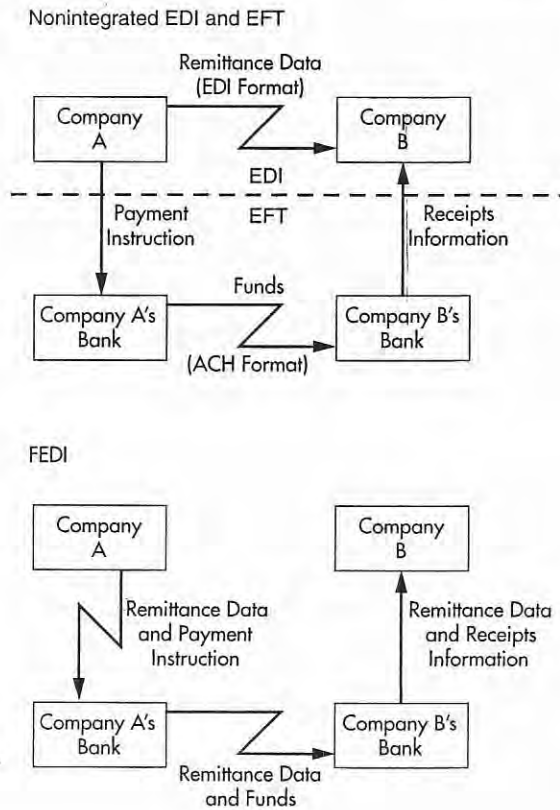 Nonintegrated EDI and EFT
Remittance Data
(EDI Format)
Company
A
Company
B
EDI
EFT
Payment
Instruction
Receipts
Information
Funds
Company A's
Bank
Company B's
Bank
(ACH Format)
FEDI
Company
A
Company
B
Remittance Data
and Payment
Instruction
Remittance Data
and Receipts
Information
Company A's
Bank
Company B's
Bank
Remittance Data
and Funds